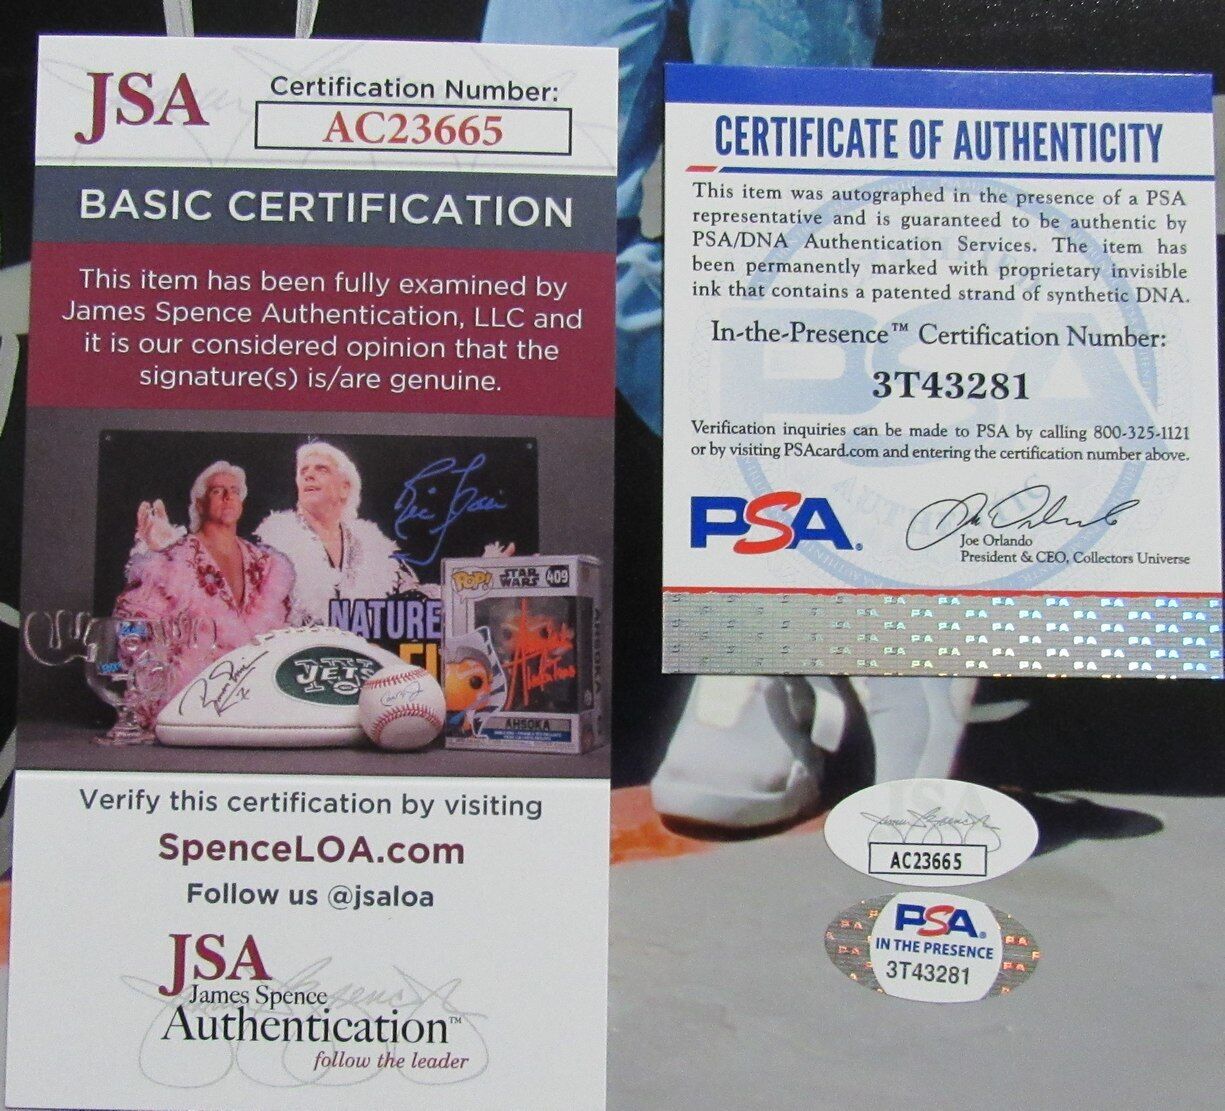 JSA
Certification Number:
AC23665
BASIC CERTIFICATION
This item has been fully examined by
James Spence Authentication, LLC and
it is our considered opinion that the
signature(s) is/are genuine.
Ric Flair
NATURE
JETS
POP!
STAR WARS
409
AHSOKA
Verify this certification by visiting
SpenceLOA.com
Follow us @jsaloa
JSA
James Spence
Authentication™
follow the leader
CERTIFICATE OF AUTHENTICITY
This item was autographed in the presence of a PSA
representative and is guaranteed to be authentic by
PSA/DNA Authentication Services. The item has
been permanently marked with proprietary invisible
ink that contains a patented strand of synthetic DNA.
In-the-Presence™ Certification Number:
3T43281
Verification inquiries can be made to PSA by calling 800-325-1121
or by visiting PSAcard.com and entering the certification number above.
PSA®
Joe Orlando
President & CEO, Collectors Universe
JSA
AC23665
PSA®
IN THE PRESENCE
3T43281